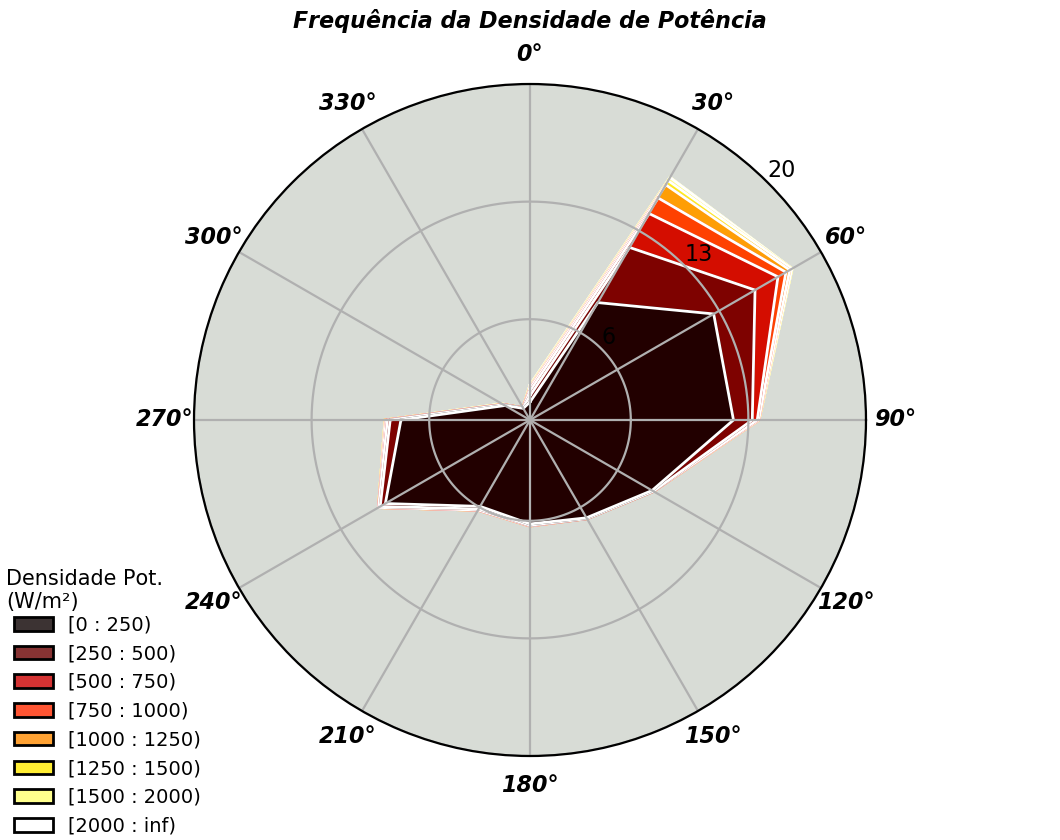 Frequência da Densidade de Potência
0°
330°
30°
20
300°
60°
13
6
270°
90°
240°
120°
210°
150°
180°
Densidade Pot.
(W/m²)
[0 : 250)
[250 : 500)
[500 : 750)
[750 : 1000)
[1000 : 1250)
[1250 : 1500)
[1500 : 2000)
[2000 : inf)